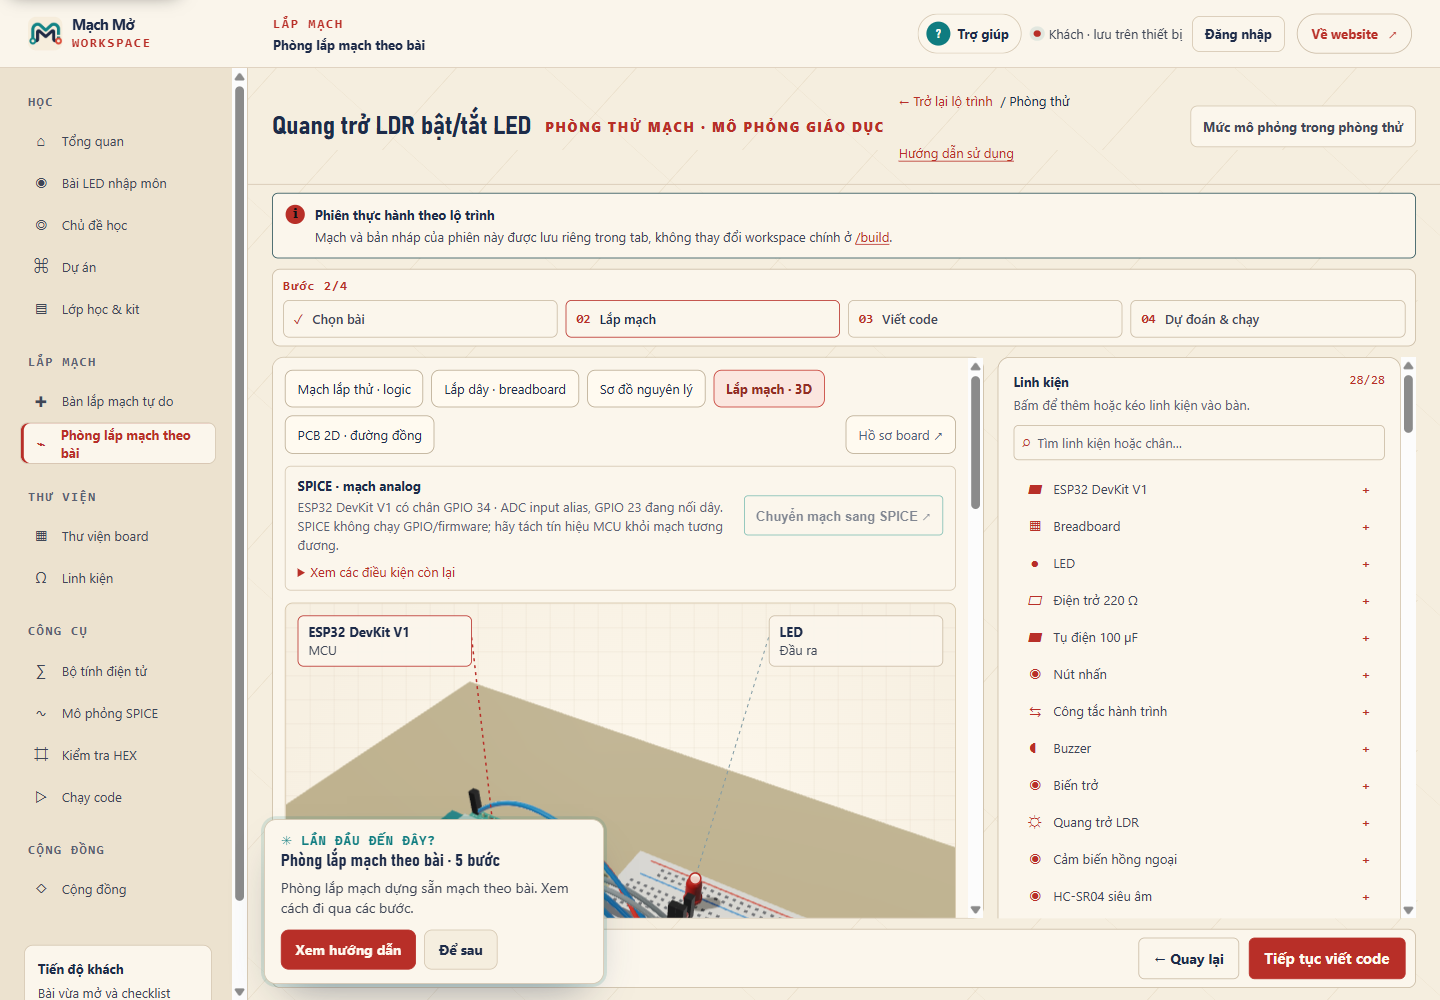 Mạch Mở
WORKSPACE
LẮP MẠCH
Phòng lắp mạch theo bài
? Trợ giúp
Khách · lưu trên thiết bị
Đăng nhập
Về website ↗
HỌC
Tổng quan
Bài LED nhập môn
Chủ đề học
Dự án
Lớp học & kit
LẮP MẠCH
Bàn lắp mạch tự do
Phòng lắp mạch theo
bài
THƯ VIỆN
Thư viện board
Linh kiện
CÔNG CỤ
Bộ tính điện tử
Mô phỏng SPICE
Kiểm tra HEX
Chạy code
CỘNG ĐỒNG
Cộng đồng
Tiến độ khách
Bài vừa mở và checklist
Quang trở LDR bật/tắt LED
PHÒNG THỬ MẠCH · MÔ PHỎNG GIÁO DỤC
← Trở lại lộ trình / Phòng thử
Hướng dẫn sử dụng
Mức mô phỏng trong phòng thử
Phiên thực hành theo lộ trình
Mạch và bản nháp của phiên này được lưu riêng trong tab, không thay đổi workspace chính ở /build.
Bước 2/4
✓ Chọn bài
02 Lắp mạch
03 Viết code
04 Dự đoán & chạy
Mạch lắp thử · logic
Lắp dây · breadboard
Sơ đồ nguyên lý
Lắp mạch · 3D
PCB 2D · đường đồng
Hồ sơ board ↗
SPICE · mạch analog
ESP32 DevKit V1 có chân GPIO 34 · ADC input alias, GPIO 23 đang nối dây.
SPICE không chạy GPIO/firmware; hãy tách tín hiệu MCU khỏi mạch tương
đương.
▶ Xem các điều kiện còn lại
Chuyển mạch sang SPICE ↗
ESP32 DevKit V1
MCU
LED
Đầu ra
✳ LẦN ĐẦU ĐẾN ĐÂY?
Phòng lắp mạch theo bài · 5 bước
Phòng lắp mạch dựng sẵn mạch theo bài. Xem
cách đi qua các bước.
Xem hướng dẫn
Để sau
Linh kiện
28/28
Bấm để thêm hoặc kéo linh kiện vào bàn.
Tìm linh kiện hoặc chân...
ESP32 DevKit V1 +
Breadboard +
LED +
Điện trở 220 Ω +
Tụ điện 100 µF +
Nút nhấn +
Công tắc hành trình +
Buzzer +
Biến trở +
Quang trở LDR +
Cảm biến hồng ngoại +
HC-SR04 siêu âm +
← Quay lại
Tiếp tục viết code